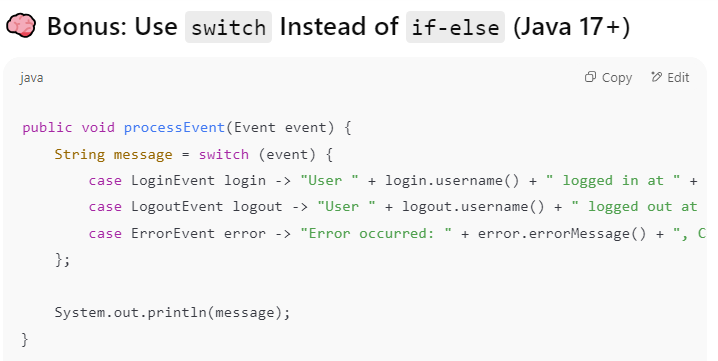 🧠 Bonus: Use switch Instead of if-else (Java 17+)
java Copy Edit
public void processEvent(Event event) {
    String message = switch (event) {
        case LoginEvent login -> "User " + login.username() + " logged in at " +
        case LogoutEvent logout -> "User " + logout.username() + " logged out at
        case ErrorEvent error -> "Error occurred: " + error.errorMessage() + ", C
    };

    System.out.println(message);
}